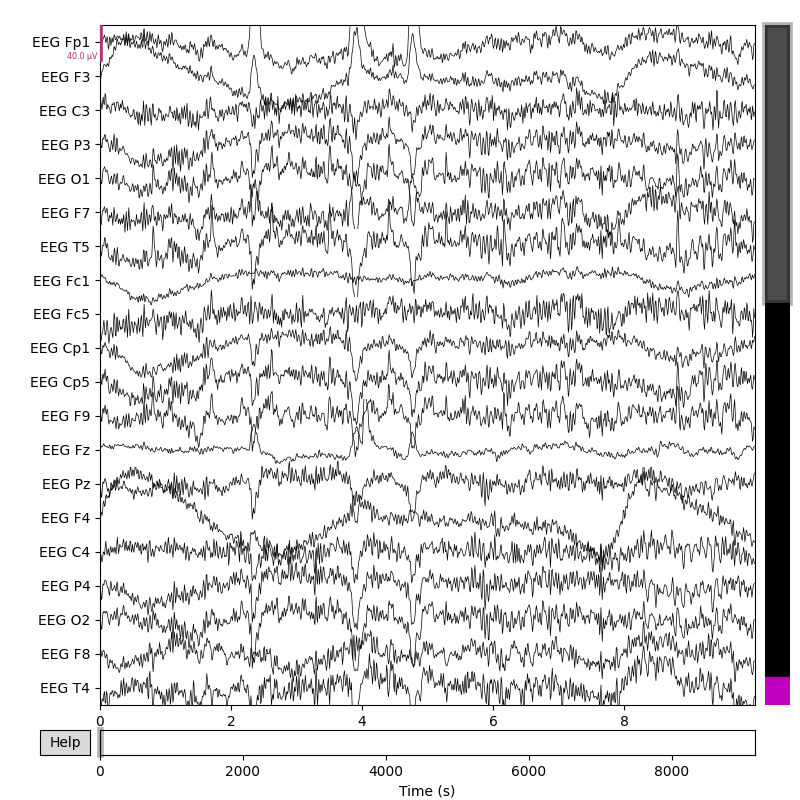 EEG Fp1
40.0 µV
EEG F3
EEG C3
EEG P3
EEG O1
EEG F7
EEG T5
EEG Fc1
EEG Fc5
EEG Cp1
EEG Cp5
EEG F9
EEG Fz
EEG Pz
EEG F4
EEG C4
EEG P4
EEG O2
EEG F8
EEG T4
0 2 4 6 8
Help
0 2000 4000 6000 8000
Time (s)